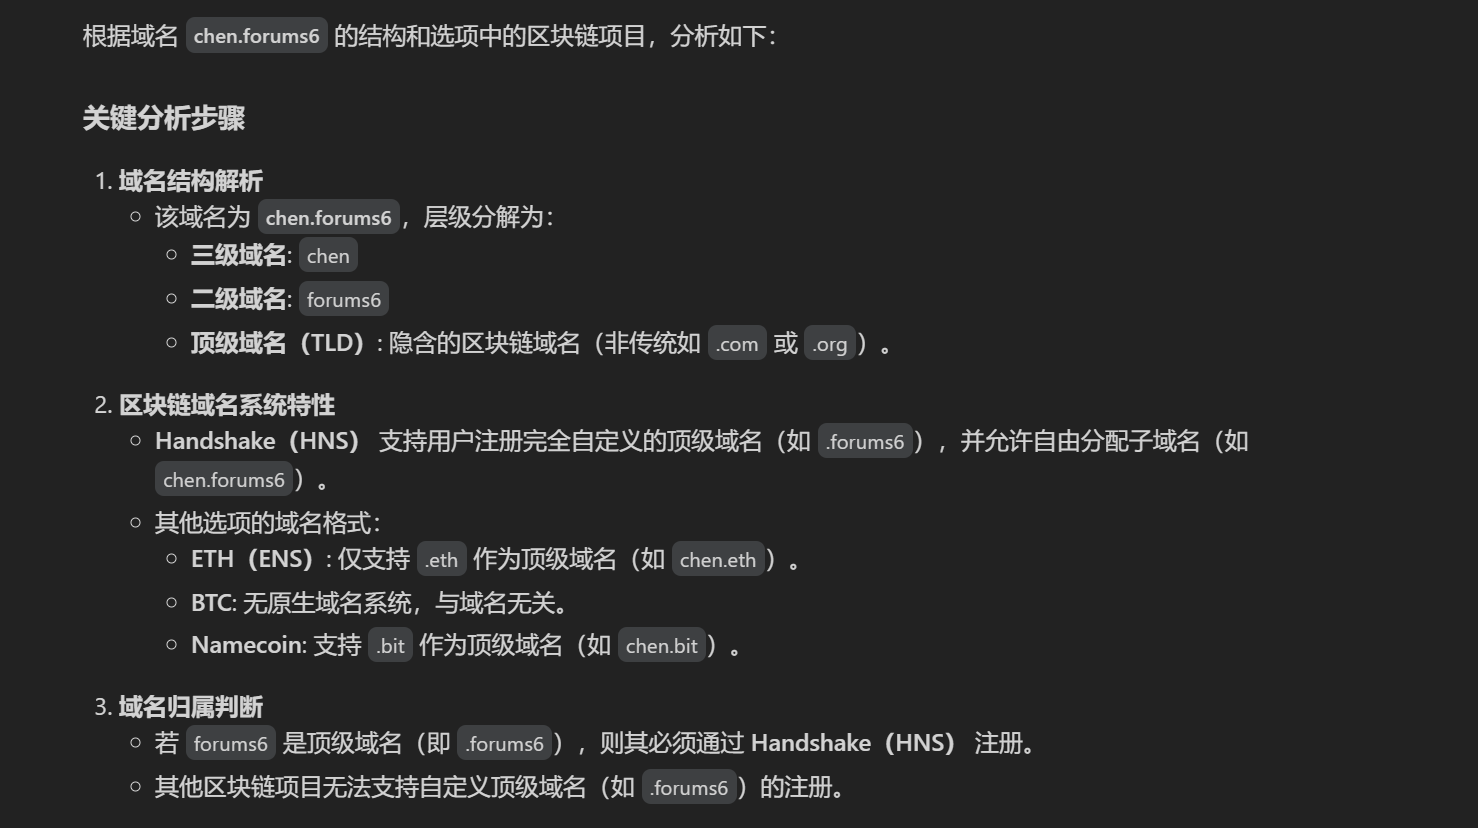 根据域名 chen.forums6 的结构和选项中的区块链项目，分析如下：
关键分析步骤
1. 域名结构解析
○ 该域名为 chen.forums6，层级分解为：
○ 三级域名: chen
○ 二级域名: forums6
○ 顶级域名（TLD）: 隐含的区块链域名（非传统如 .com 或 .org）。
2. 区块链域名系统特性
○ Handshake（HNS） 支持用户注册完全自定义的顶级域名（如 .forums6），并允许自由分配子域名（如
chen.forums6）。
○ 其他选项的域名格式：
○ ETH（ENS）: 仅支持 .eth 作为顶级域名（如 chen.eth）。
○ BTC: 无原生域名系统，与域名无关。
○ Namecoin: 支持 .bit 作为顶级域名（如 chen.bit）。
3. 域名归属判断
○ 若 forums6 是顶级域名（即 .forums6），则其必须通过 Handshake（HNS） 注册。
○ 其他区块链项目无法支持自定义顶级域名（如 .forums6）的注册。